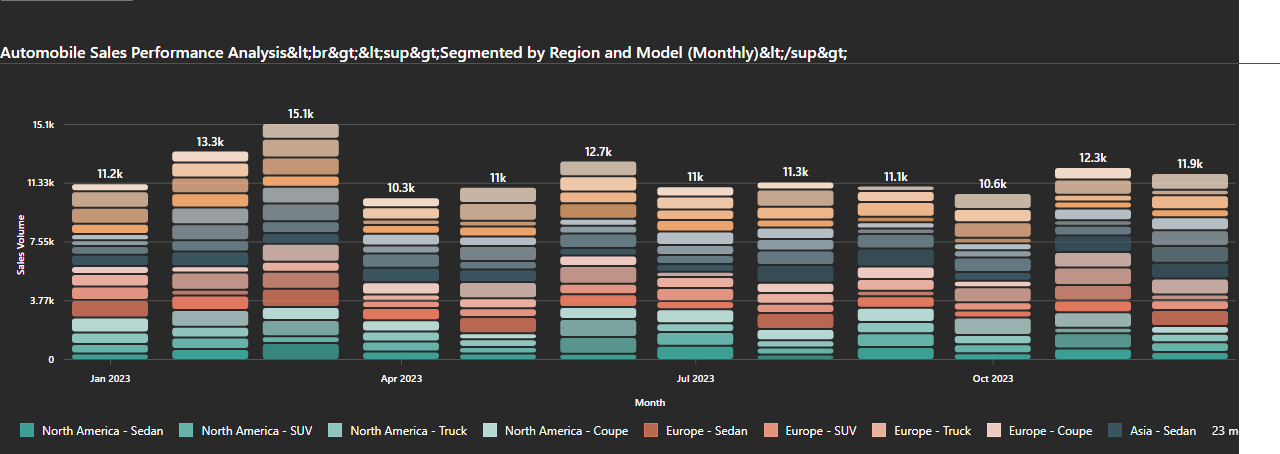 Automobile Sales Performance Analysis&lt;br&gt;&lt;sup&gt;Segmented by Region and Model (Monthly)&lt;/sup&gt;
15.1k
13.3k
12.7k
12.3k
11.9k
11.2k
11k
11k
11.3k
11.1k
10.6k
10.3k
15.1k
11.33k
7.55k
3.77k
0
Sales Volume
Jan 2023 Apr 2023 Jul 2023 Oct 2023
Month
North America - Sedan North America - SUV North America - Truck North America - Coupe Europe - Sedan Europe - SUV Europe - Truck Europe - Coupe Asia - Sedan 23 m